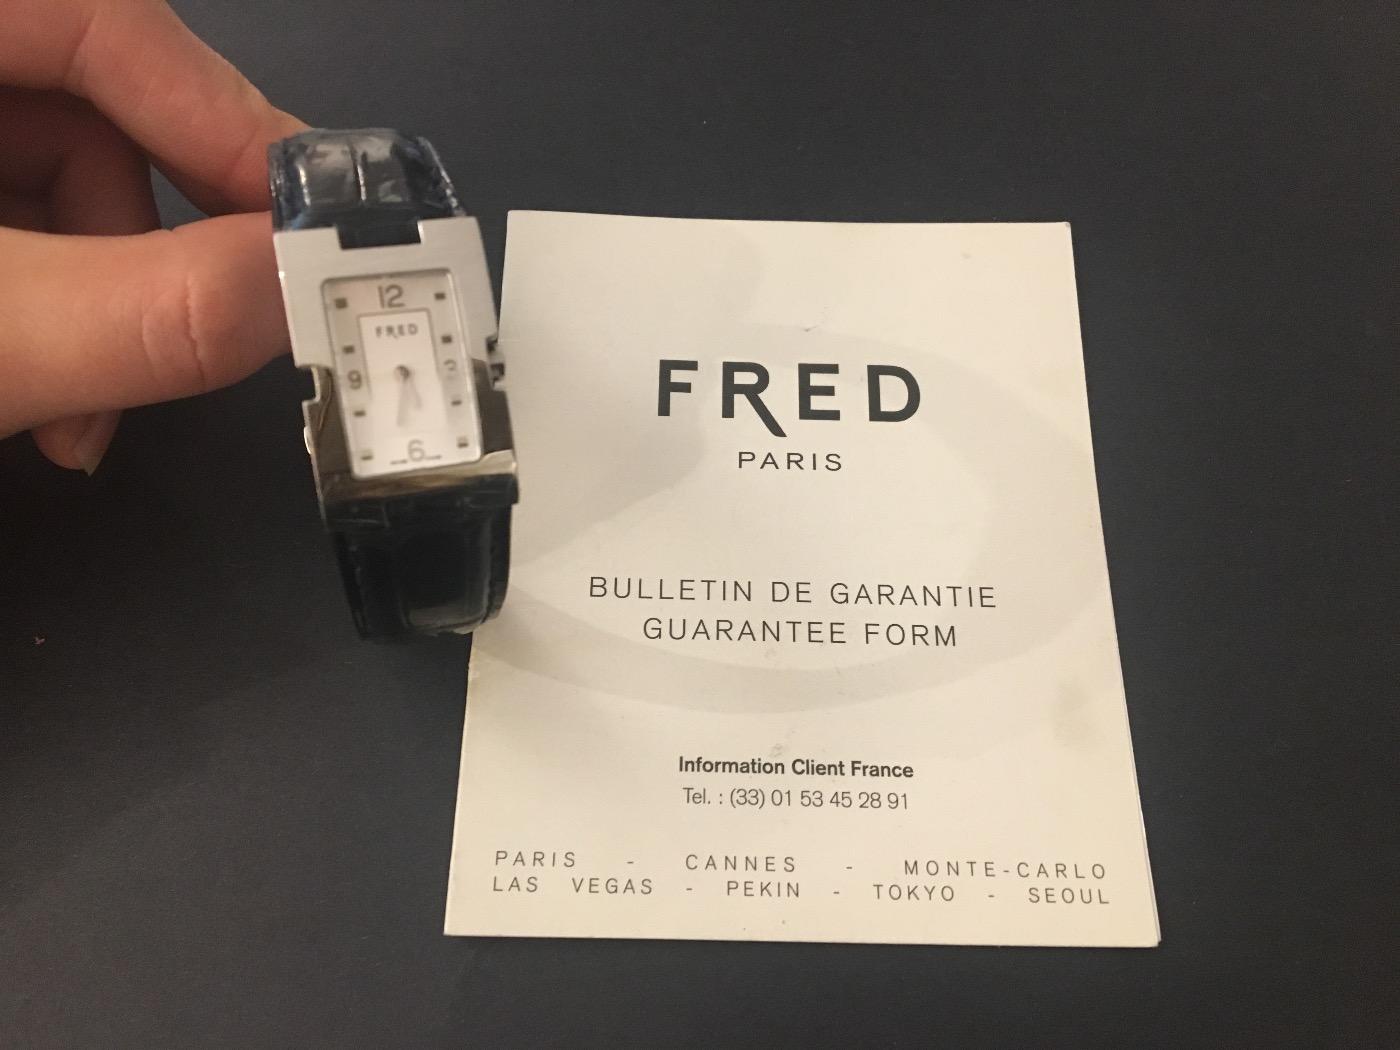 12
FRED
9
3
6
FRED
PARIS
BULLETIN DE GARANTIE
GUARANTEE FORM
Information Client France
Tel. : (33) 01 53 45 28 91
PARIS - CANNES - MONTE-CARLO
LAS VEGAS - PEKIN - TOKYO - SEOUL